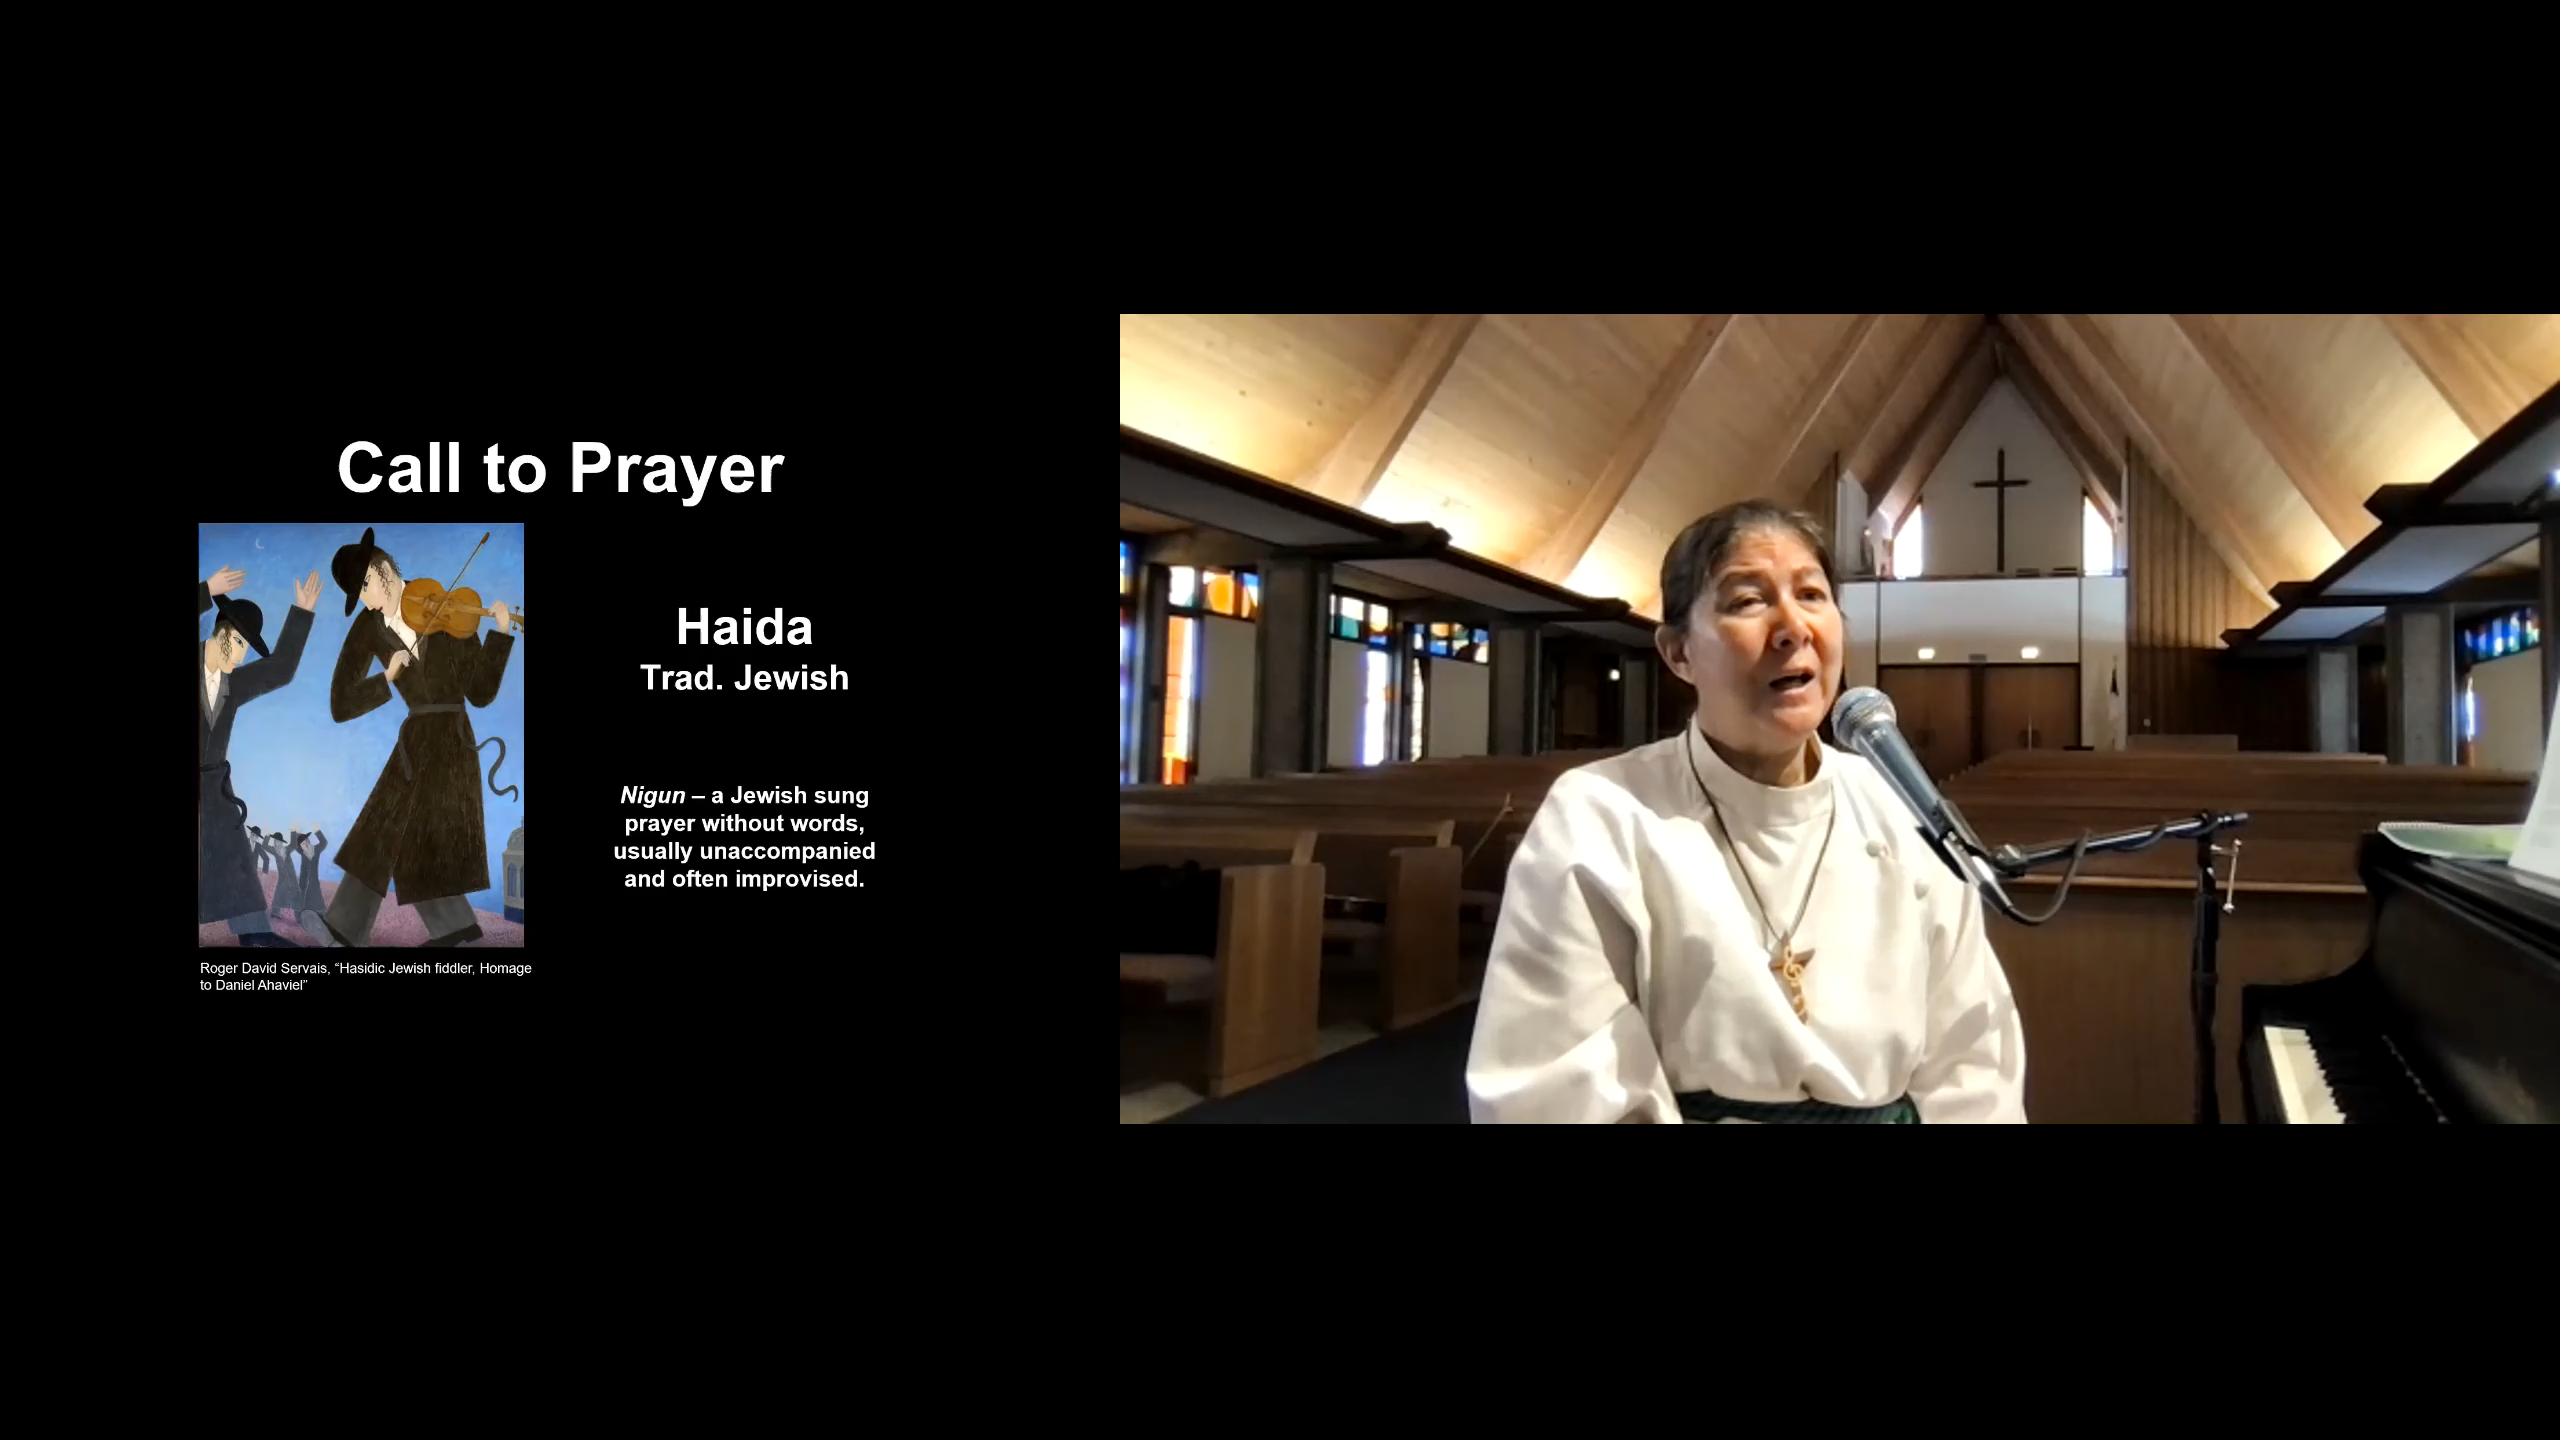 Call to Prayer
Haida
Trad. Jewish
Nigun – a Jewish sung
prayer without words,
usually unaccompanied
and often improvised.
Roger David Servais, “Hasidic Jewish fiddler, Homage
to Daniel Ahaviel”